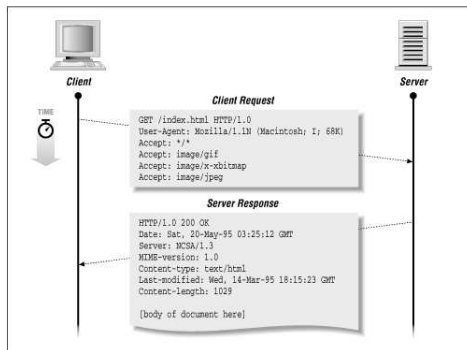 Client
Server
TIME
Client Request
GET /index.html HTTP/1.0
User-Agent: Mozilla/1.1N (Macintosh; I; 68K)
Accept: */*
Accept: image/gif
Accept: image/x-xbitmap
Accept: image/jpeg
Server Response
HTTP/1.0 200 OK
Date: Sat, 20-May-95 03:25:12 GMT
Server: NCSA/1.3
MIME-version: 1.0
Content-type: text/html
Last-modified: Wed, 14-Mar-95 18:15:23 GMT
Content-length: 1029
[body of document here]